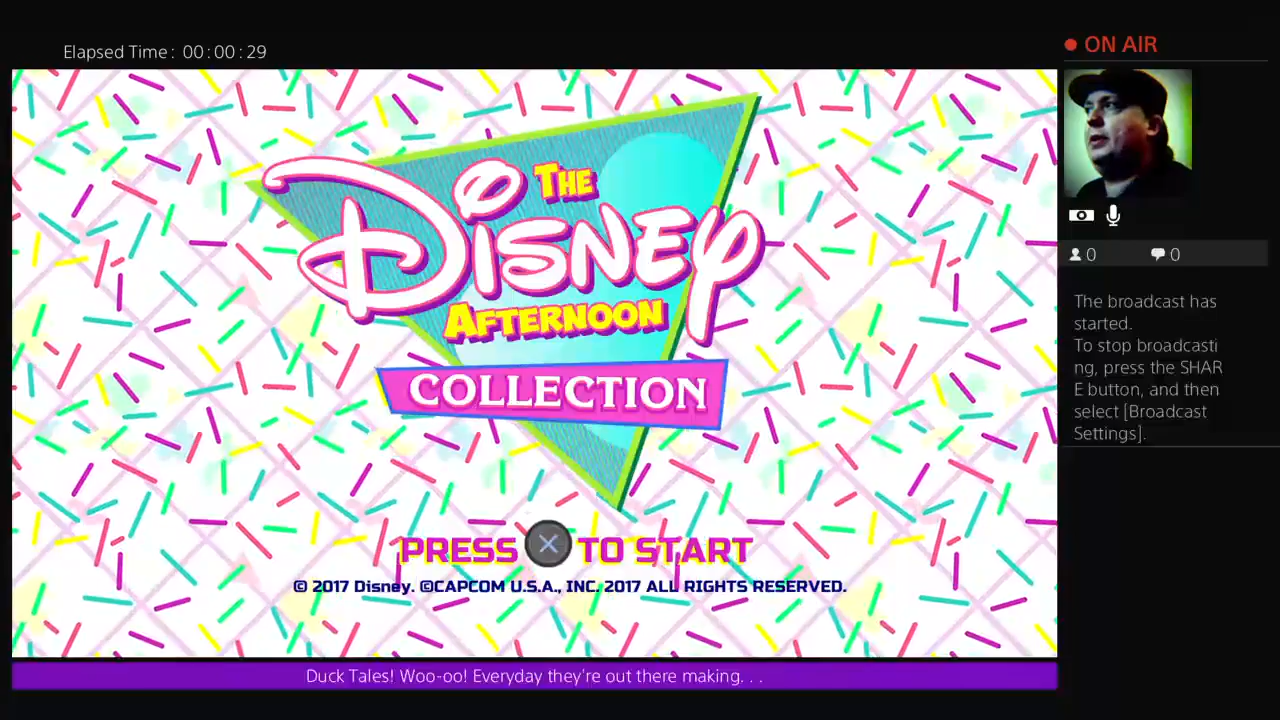 Elapsed Time: 00:00:29
ON AIR
THE
DISNEY
AFTERNOON
COLLECTION
PRESS TO START
© 2017 Disney. ©CAPCOM U.S.A., INC. 2017 ALL RIGHTS RESERVED.
Duck Tales! Woo-oo! Everyday they're out there making. . .
0 0
The broadcast has
started.
To stop broadcasti
ng, press the SHAR
E button, and then
select [Broadcast
Settings].